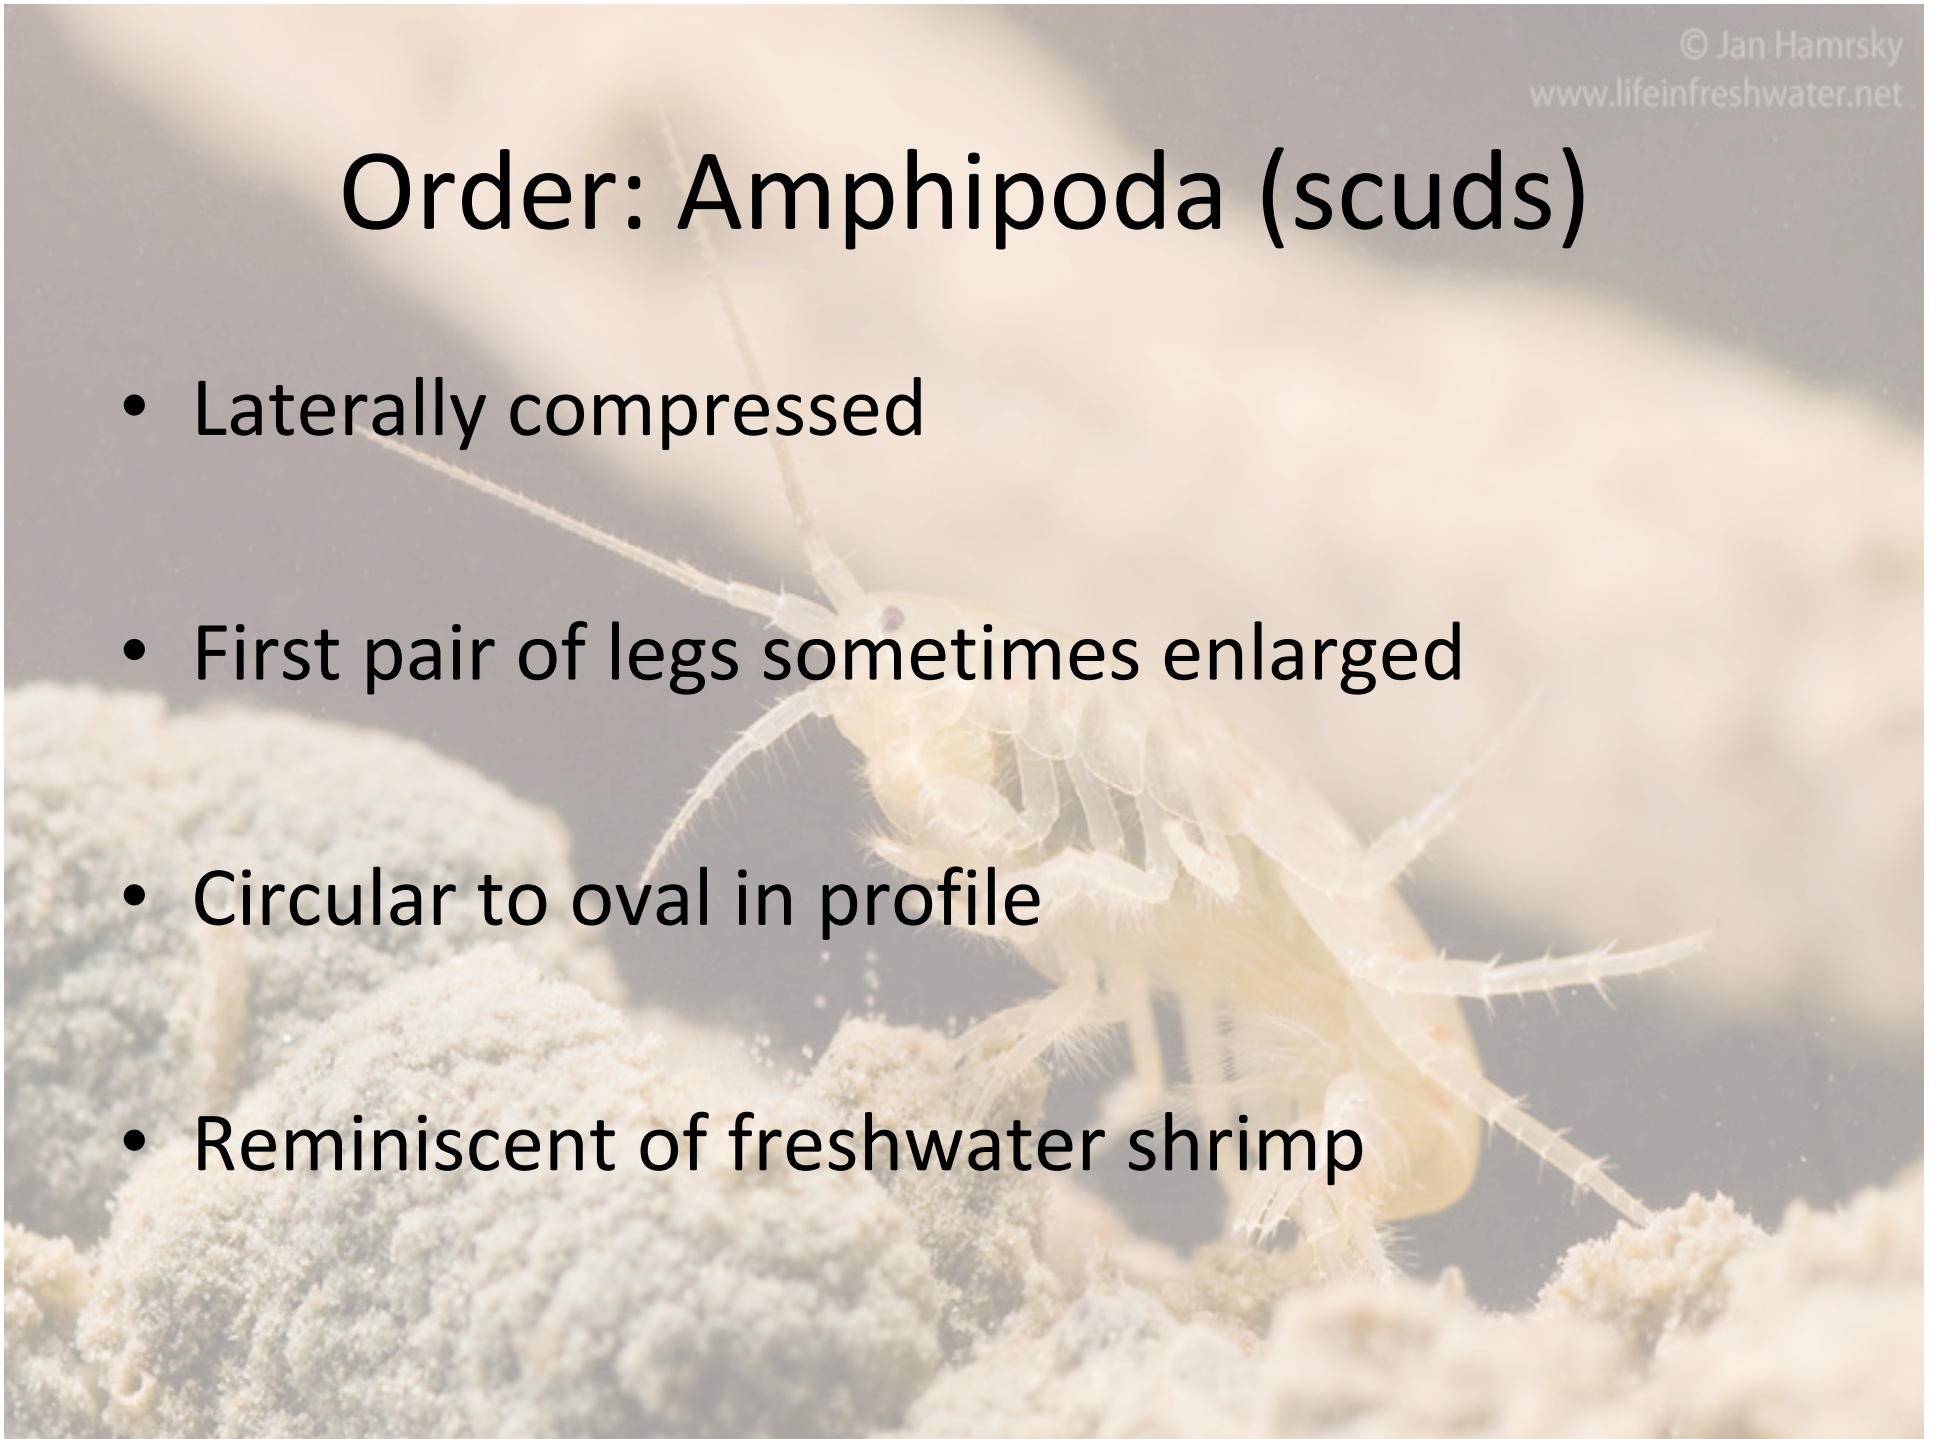 © Jan Hamrsky
www.lifeinfreshwater.net
Order: Amphipoda (scuds)
• Laterally compressed
• First pair of legs sometimes enlarged
• Circular to oval in profile
• Reminiscent of freshwater shrimp